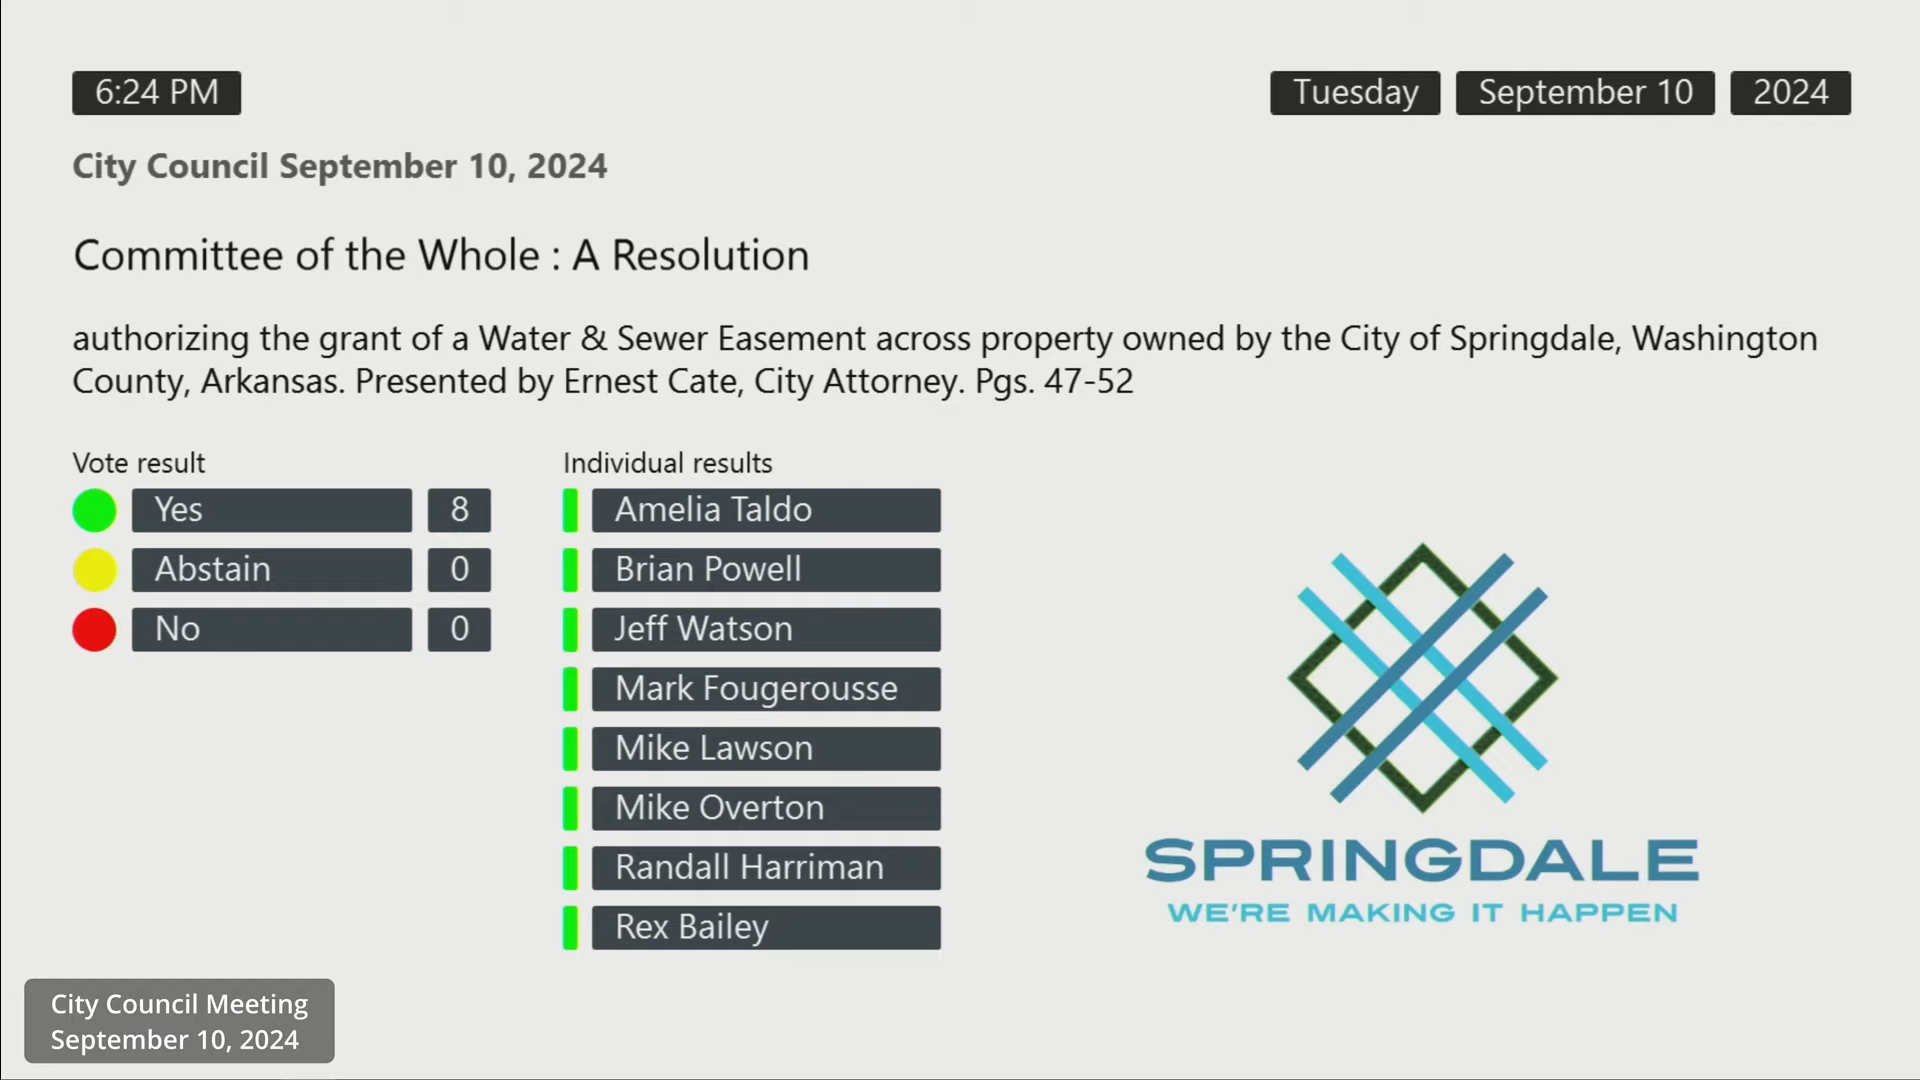 6:24 PM
Tuesday September 10 2024
City Council September 10, 2024
Committee of the Whole : A Resolution
authorizing the grant of a Water & Sewer Easement across property owned by the City of Springdale, Washington
County, Arkansas. Presented by Ernest Cate, City Attorney. Pgs. 47-52
Vote result
Yes 8
Abstain 0
No 0
Individual results
Amelia Taldo
Brian Powell
Jeff Watson
Mark Fougerousse
Mike Lawson
Mike Overton
Randall Harriman
Rex Bailey
SPRINGDALE
WE'RE MAKING IT HAPPEN
City Council Meeting
September 10, 2024